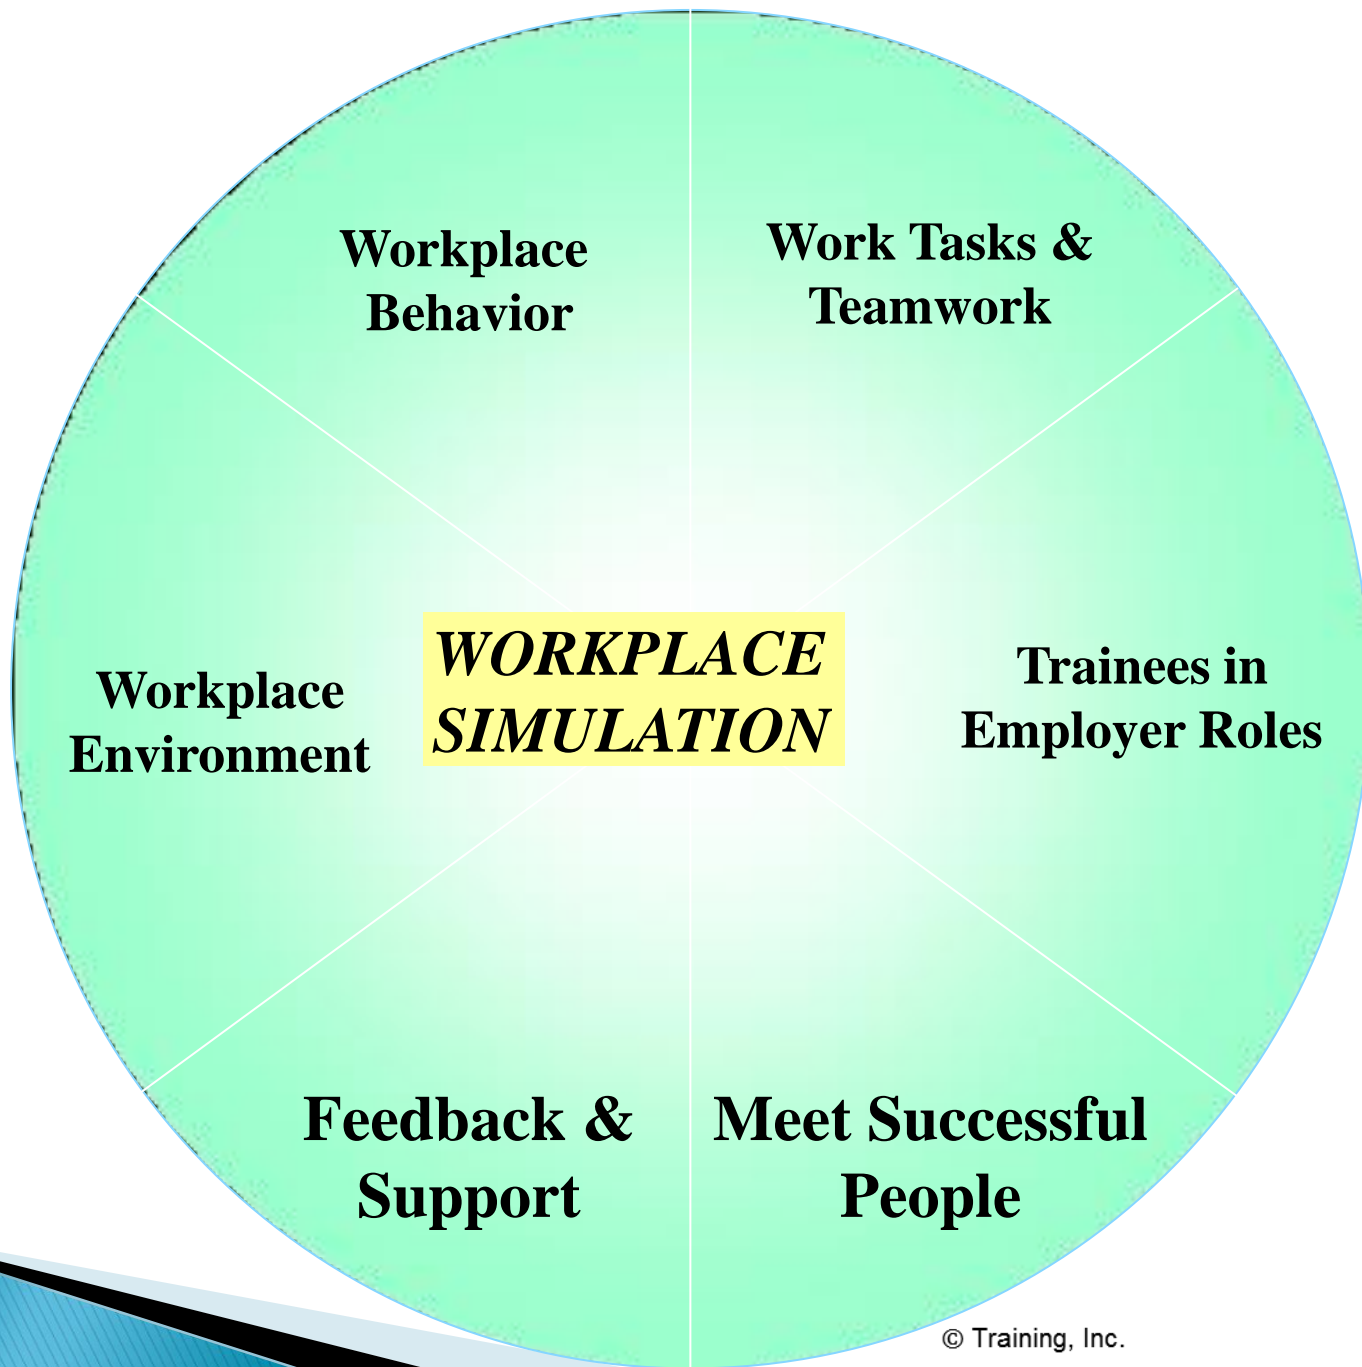 Workplace
Behavior
Work Tasks &
Teamwork
WORKPLACE
SIMULATION
Workplace
Environment
Trainees in
Employer Roles
Feedback &
Support
Meet Successful
People
© Training, Inc.